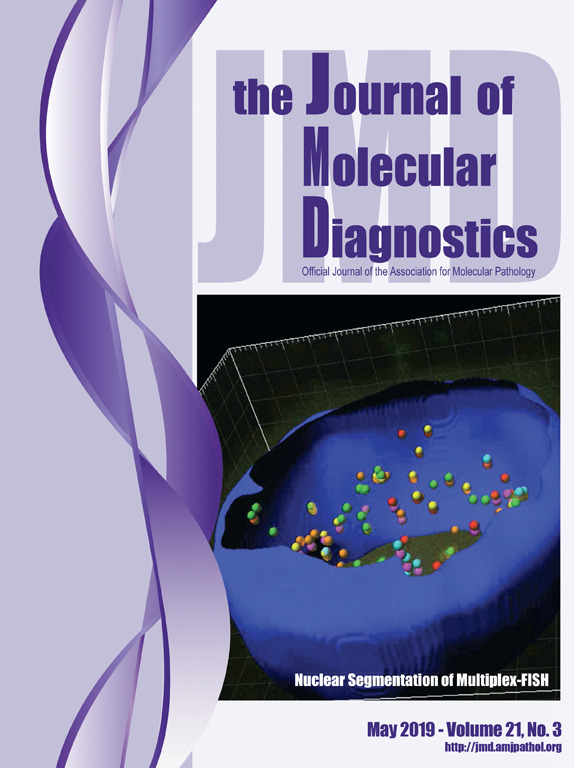 JMD
the Journal of
Molecular
Diagnostics
Official Journal of the Association for Molecular Pathology
Nuclear Segmentation of Multiplex-FISH
May 2019 - Volume 21, No. 3
http://jmd.amjpathol.org